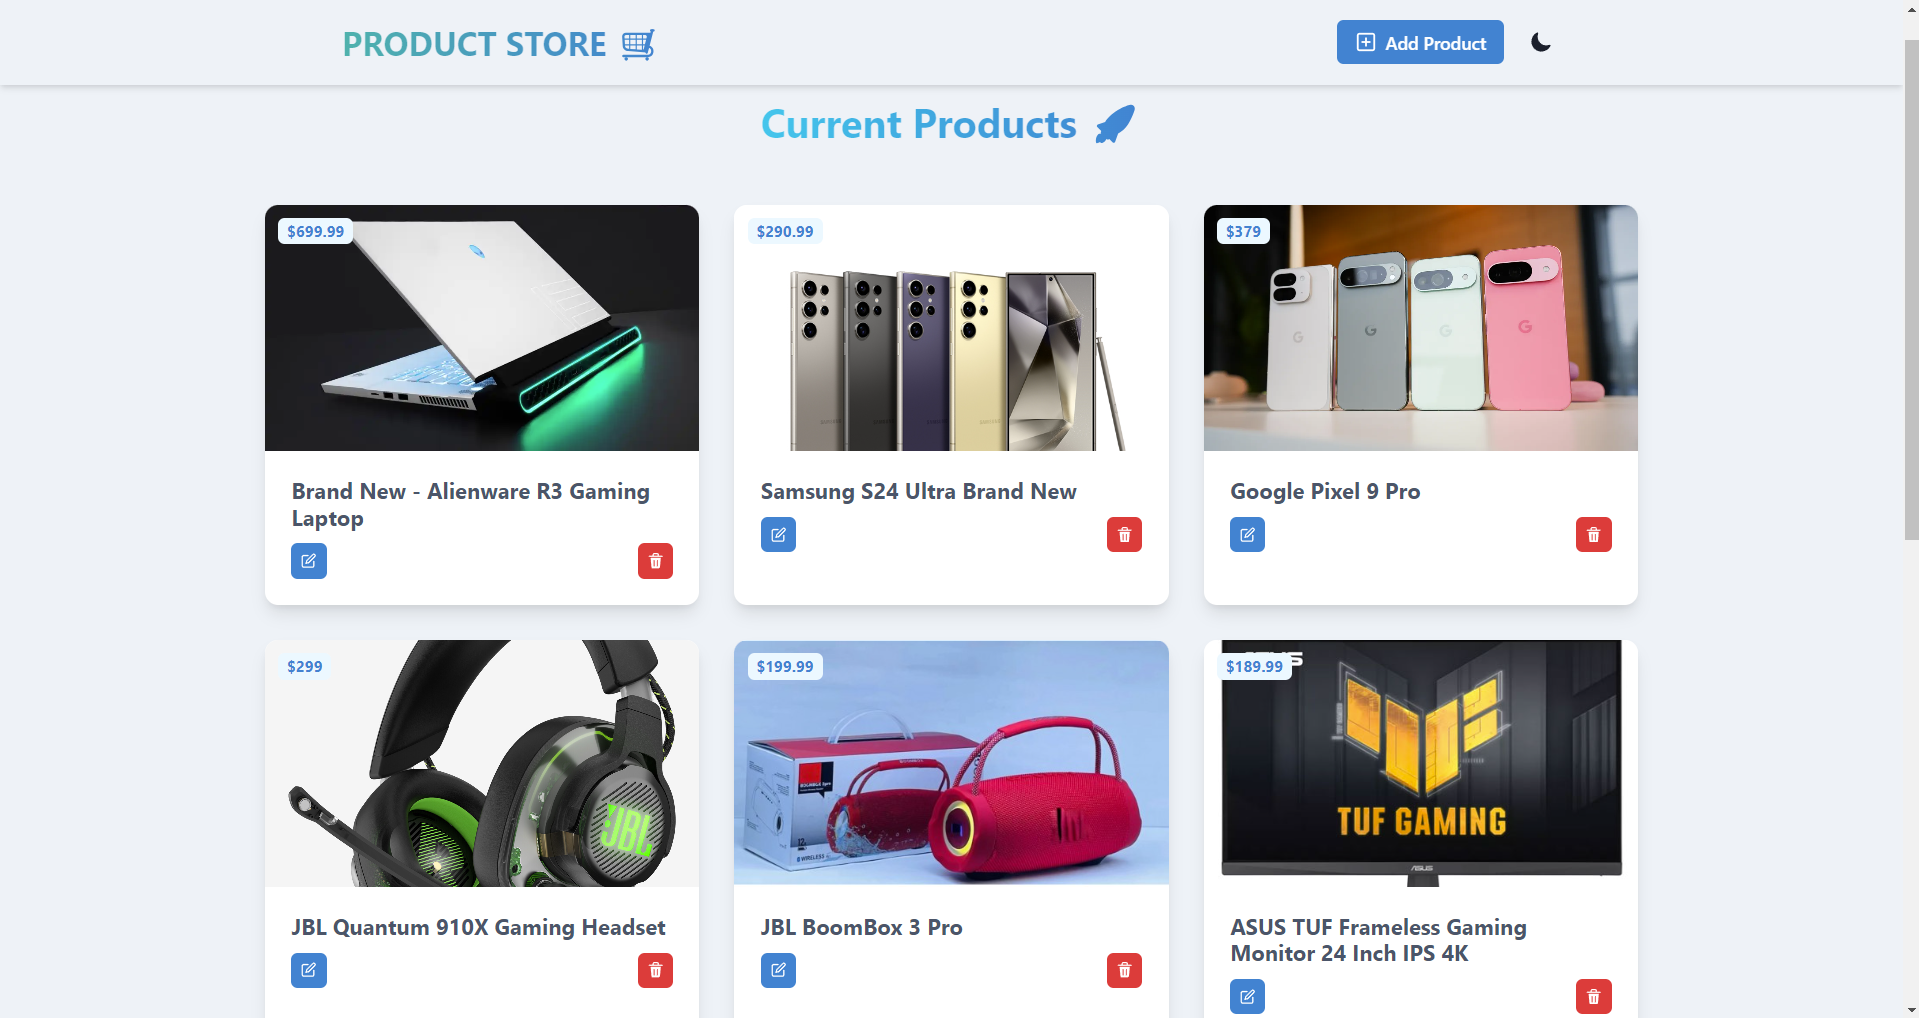 PRODUCT STORE
Add Product
Current Products
$699.99
$290.99
$379
SAMSUNG
G
G
G
G
Brand New - Alienware R3 Gaming
Laptop
Samsung S24 Ultra Brand New
Google Pixel 9 Pro
$299
$199.99
$189.99
JBL
WIRELESS
TUF GAMING
ASUS
JBL Quantum 910X Gaming Headset
JBL BoomBox 3 Pro
ASUS TUF Frameless Gaming
Monitor 24 Inch IPS 4K